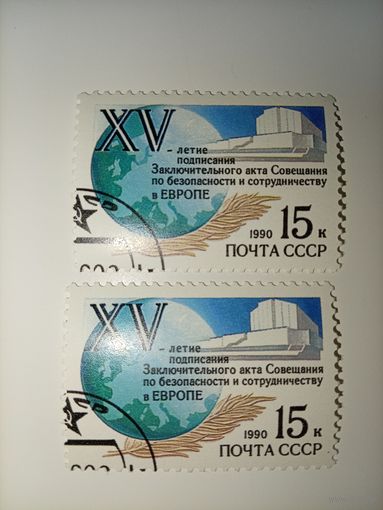 XV
- летие
подписания
Заключительного акта Совещания
по безопасности и сотрудничеству
в ЕВРОПЕ
1990 15 к
ПОЧТА СССР
XV
- летие
подписания
Заключительного акта Совещания
по безопасности и сотрудничеству
в ЕВРОПЕ
1990 15 к
ПОЧТА СССР